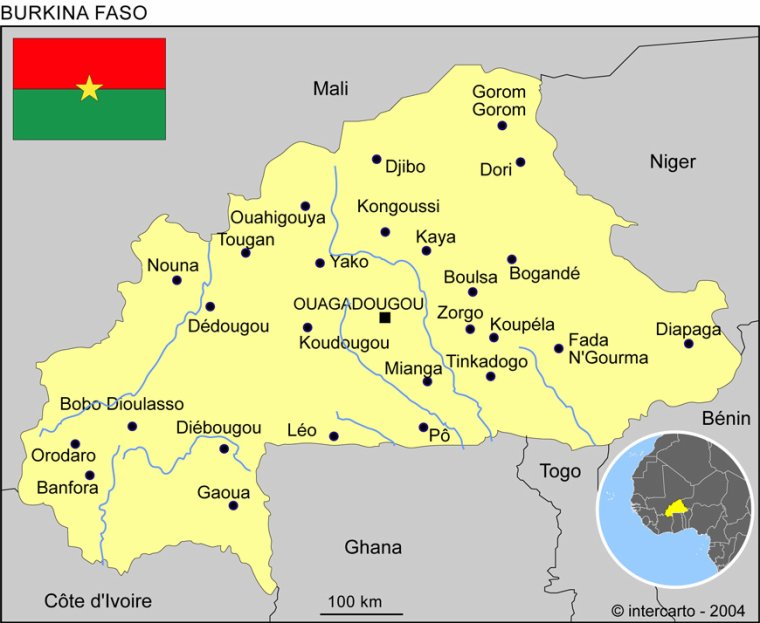 BURKINA FASO
Mali
Gorom
Gorom
Djibo
Dori
Niger
Ouahigouya
Kongoussi
Tougan
Kaya
Nouna
Yako
Bogandé
Boulsa
OUAGADOUGOU
Dédougou
Zorgo
Koupéla
Koudougou
Fada
N'Gourma
Diapaga
Mianga
Tinkadogo
Bobo Dioulasso
Diébougou
Léo
Pô
Bénin
Orodaro
Banfora
Togo
Gaoua
Ghana
Côte d'Ivoire
100 km
© intercarto - 2004